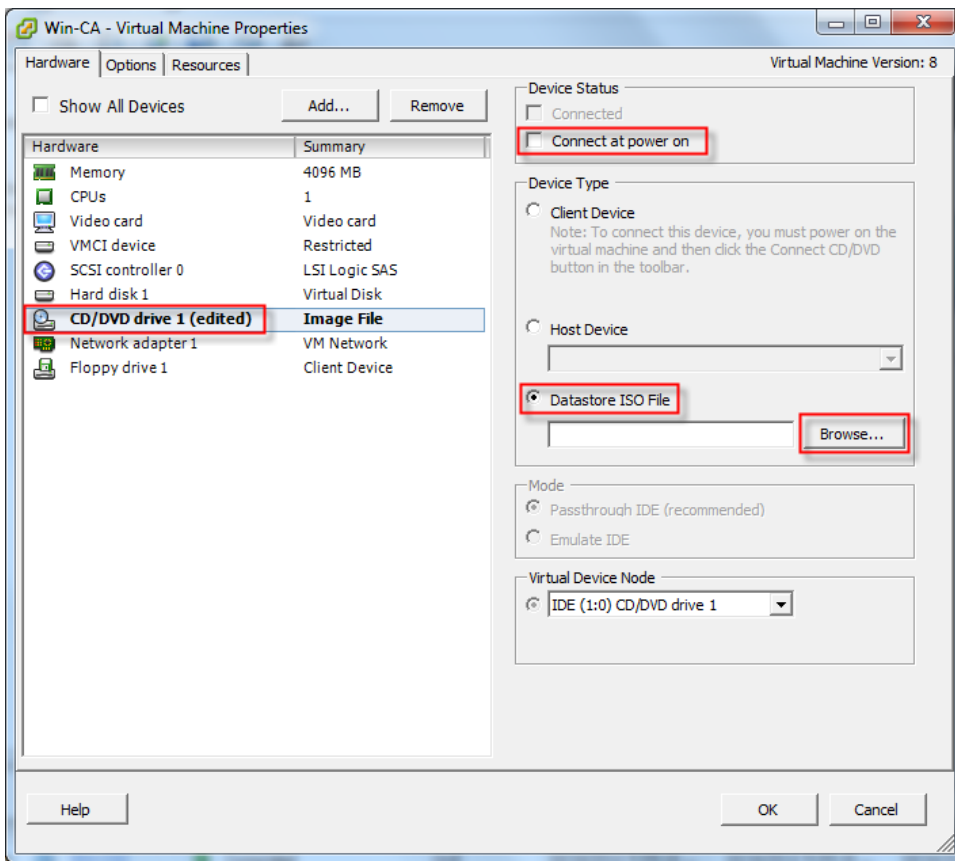 Win-CA - Virtual Machine Properties
Hardware Options Resources Virtual Machine Version: 8
Show All Devices Add... Remove
Hardware Summary
Memory 4096 MB
CPUs 1
Video card Video card
VMCI device Restricted
SCSI controller 0 LSI Logic SAS
Hard disk 1 Virtual Disk
CD/DVD drive 1 (edited) Image File
Network adapter 1 VM Network
Floppy drive 1 Client Device
Device Status
Connected
Connect at power on
Device Type
Client Device
Note: To connect this device, you must power on the
virtual machine and then click the Connect CD/DVD
button in the toolbar.
Host Device
Datastore ISO File
Browse...
Mode
Passthrough IDE (recommended)
Emulate IDE
Virtual Device Node
IDE (1:0) CD/DVD drive 1
Help OK Cancel